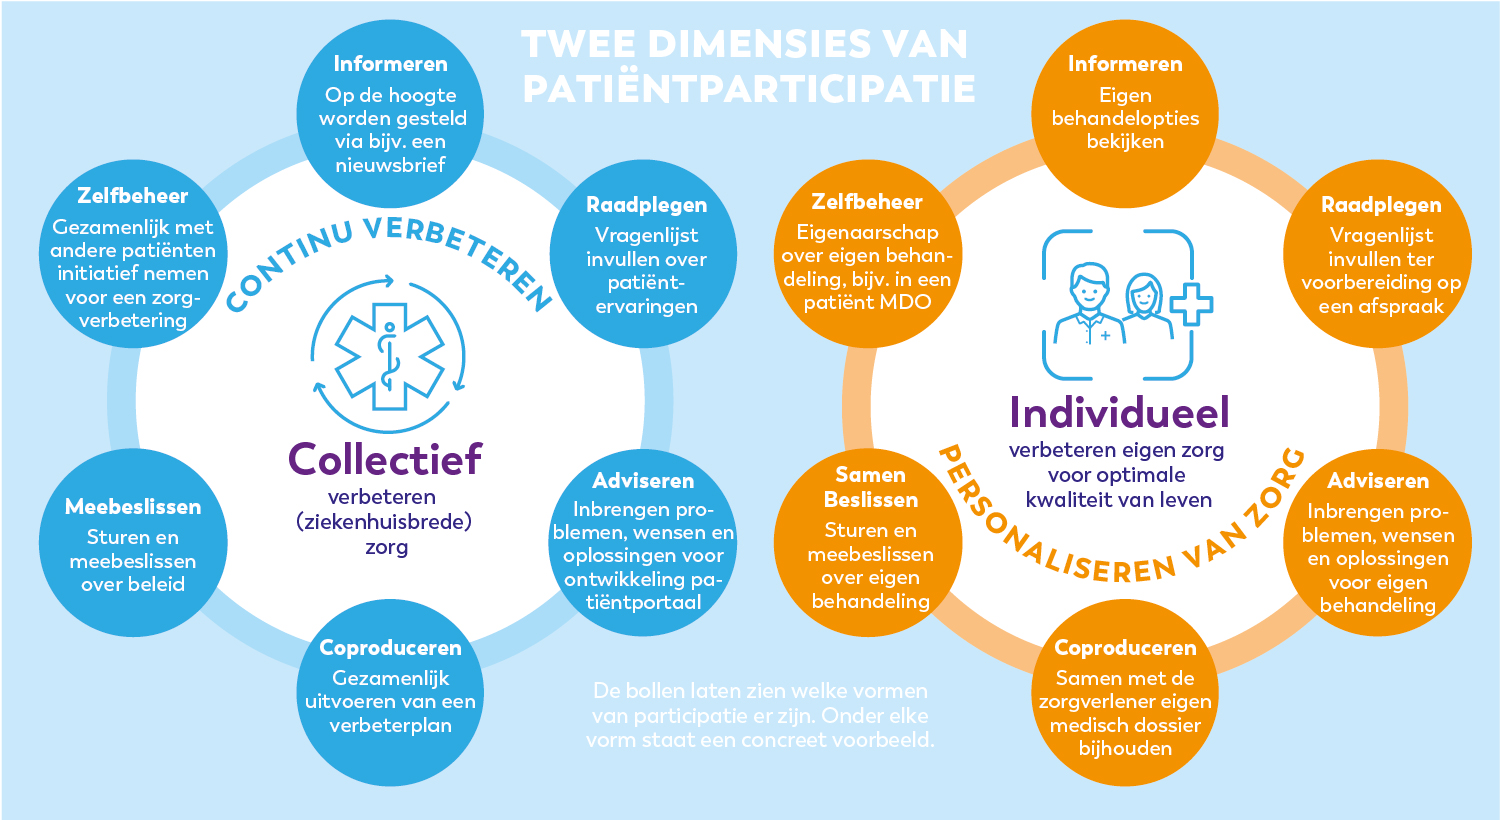 TWEE DIMENSIES VAN
PATIËNTPARTICIPATIE
Informeren
Op de hoogte
worden gesteld
via bijv. een
nieuwsbrief
Raadplegen
Vragenlijst
invullen over
patiënt-
ervaringen
Adviseren
Inbrengen pro-
blemen, wensen en
oplossingen voor
ontwikkeling pa-
tiëntportaal
Coproduceren
Gezamenlijk
uitvoeren van een
verbeterplan
Meebeslissen
Sturen en
meebeslissen
over beleid
Zelfbeheer
Gezamenlijk met
andere patiënten
initiatief nemen
voor een zorg-
verbetering
CONTINU VERBETEREN
Collectief
verbeteren
(ziekenhuisbrede)
zorg
Informeren
Eigen
behandelopties
bekijken
Raadplegen
Vragenlijst
invullen ter
voorbereiding op
een afspraak
Adviseren
Inbrengen pro-
blemen, wensen
en oplossingen
voor eigen
behandeling
Coproduceren
Samen met de
zorgverlener eigen
medisch dossier
bijhouden
Samen
Beslissen
Sturen en
meebeslissen
over eigen
behandeling
Zelfbeheer
Eigenaarschap
over eigen behan-
deling, bijv. in een
patiënt MDO
Individueel
verbeteren eigen zorg
voor optimale
kwaliteit van leven
PERSONALISEREN VAN ZORG
De bollen laten zien welke vormen
van participatie er zijn. Onder elke
vorm staat een concreet voorbeeld.